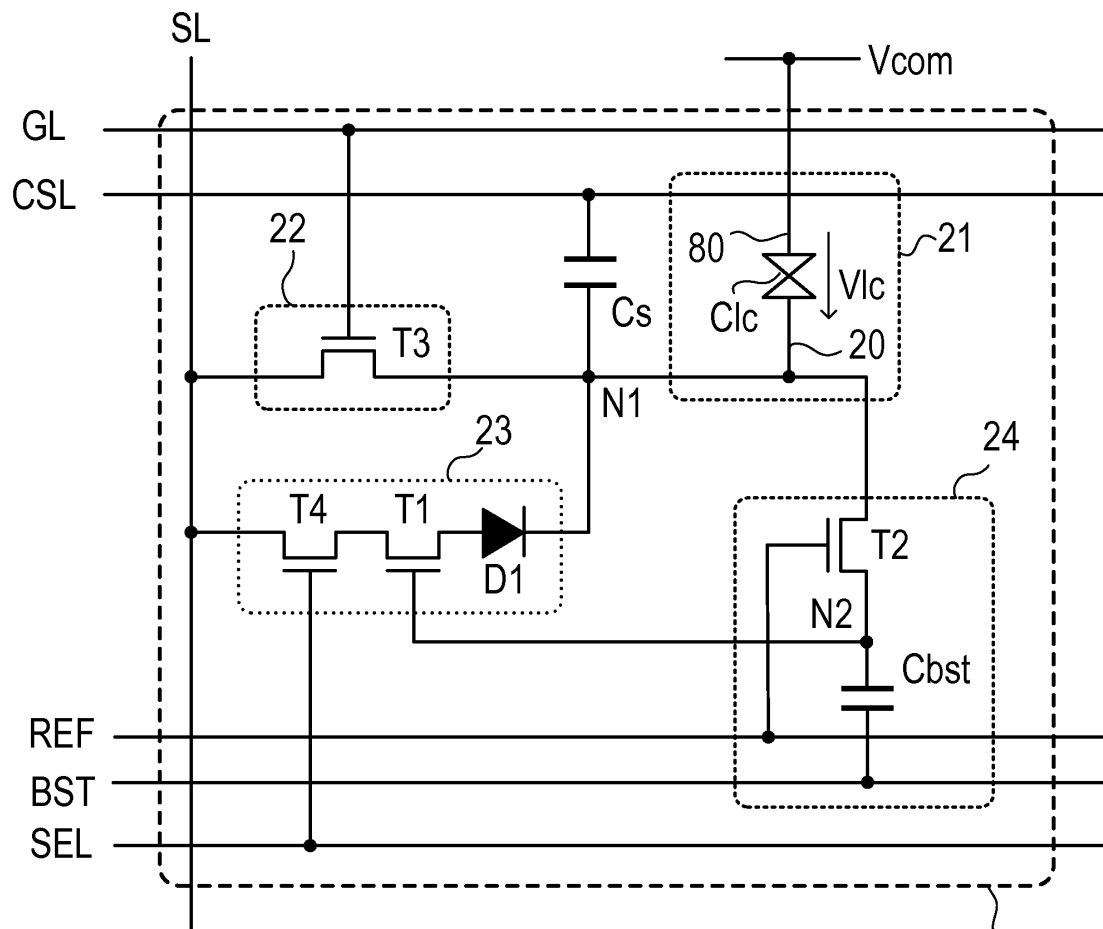 SL
Vcom
GL
CSL
22
80
21
Clc
Vlc
Cs
T3
20
N1
23
24
T4
T1
T2
D1
N2
Cbst
REF
BST
SEL